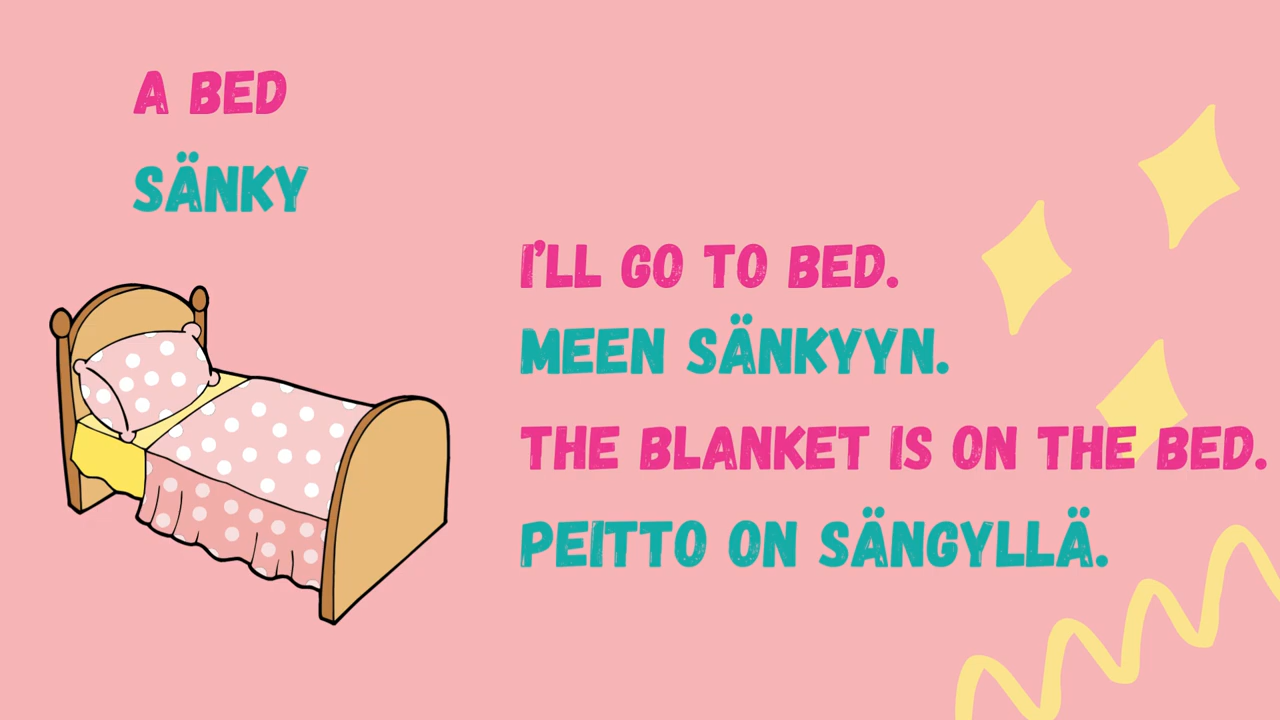 A BED
SÄNKY
I'LL GO TO BED.
MEEN SÄNKYYN.
THE BLANKET IS ON THE BED.
PEITTO ON SÄNGYLLÄ.